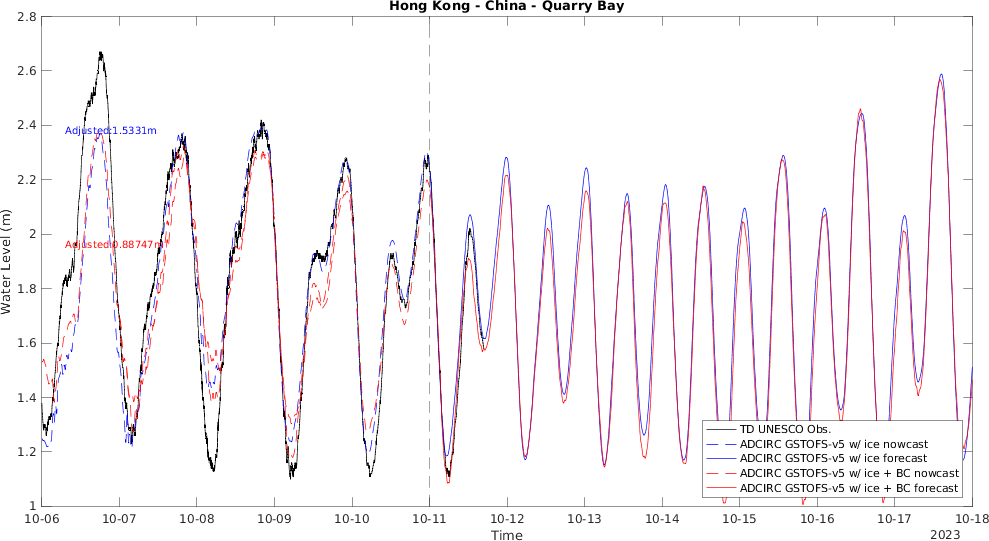 Hong Kong - China - Quarry Bay
Water Level (m)
2.8
2.6
2.4
2.2
2
1.8
1.6
1.4
1.2
1
Adjusted:1.5331m
Adjusted:0.88747m
TD UNESCO Obs.
ADCIRC GSTOFS-v5 w/ ice nowcast
ADCIRC GSTOFS-v5 w/ ice forecast
ADCIRC GSTOFS-v5 w/ ice + BC nowcast
ADCIRC GSTOFS-v5 w/ ice + BC forecast
10-06 10-07 10-08 10-09 10-10 10-11 10-12 10-13 10-14 10-15 10-16 10-17 10-18
Time
2023